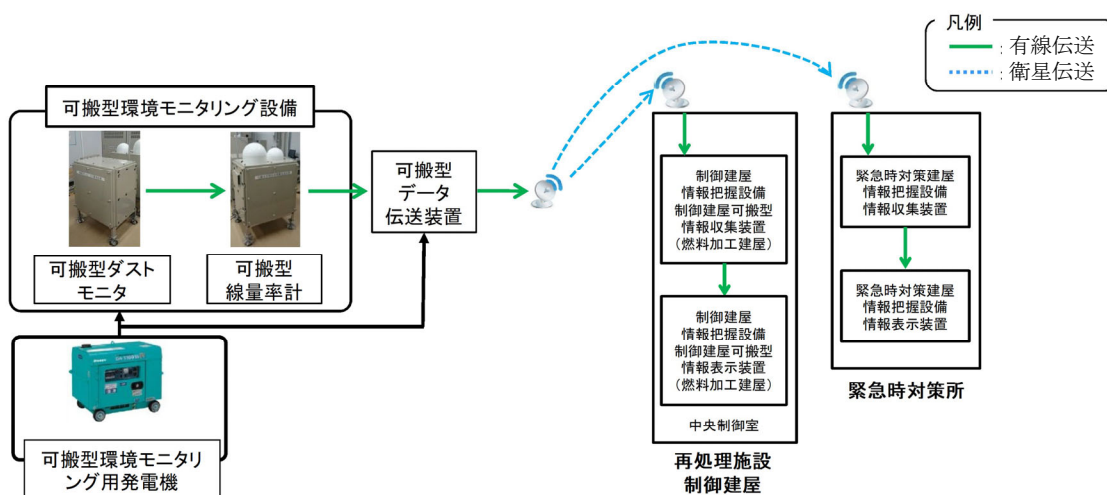 凡例
: 有線伝送
: 衛星伝送
可搬型環境モニタリング設備
可搬型ダスト
モニタ
可搬型
線量率計
可搬型
データ
伝送装置
可搬型環境モニタリ
ング用発電機
制御建屋
情報把握設備
制御建屋可搬型
情報収集装置
（燃料加工建屋）
制御建屋
情報把握設備
制御建屋可搬型
情報表示装置
（燃料加工建屋）
中央制御室
再処理施設
制御建屋
緊急時対策建屋
情報把握設備
情報収集装置
緊急時対策建屋
情報把握設備
情報表示装置
緊急時対策所